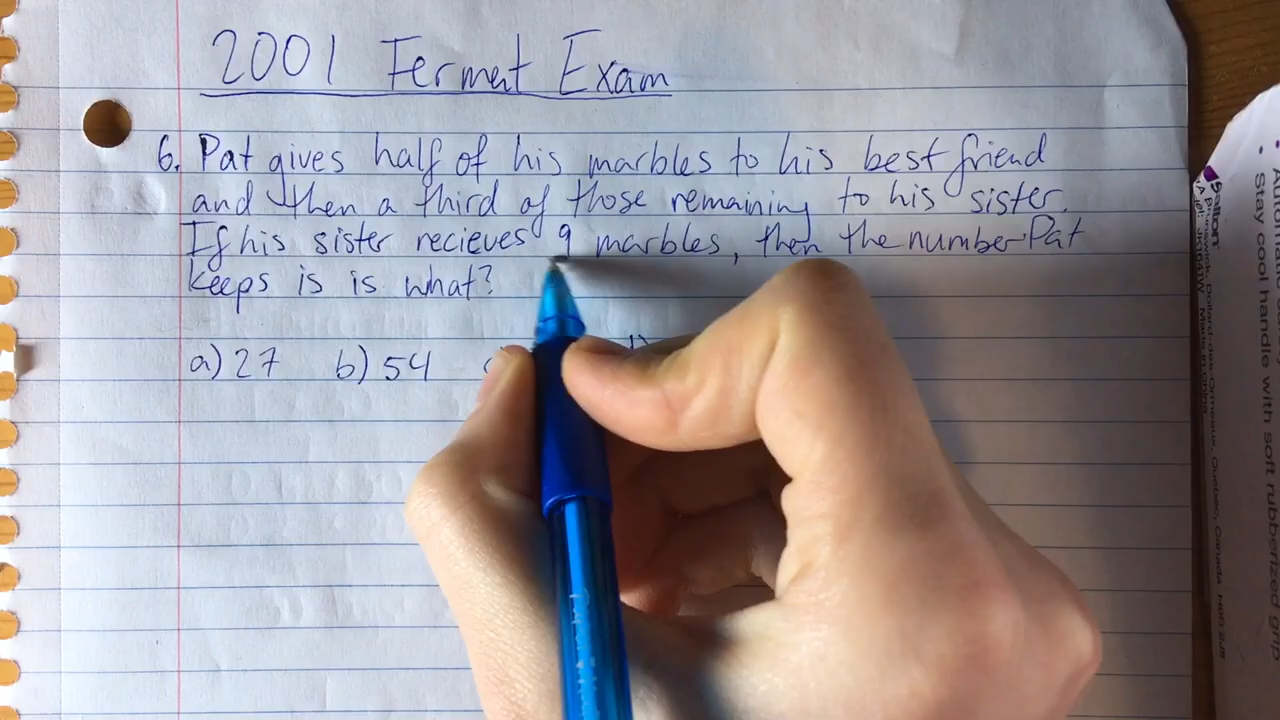 2001 Fermat Exam
6. Pat gives half of his marbles to his best friend
and then a third of those remaining to his sister.
If his sister recieves 9 marbles, then the number Pat
keeps is is what?
a) 27 b) 54
Stay cool handle with soft rubberized grip